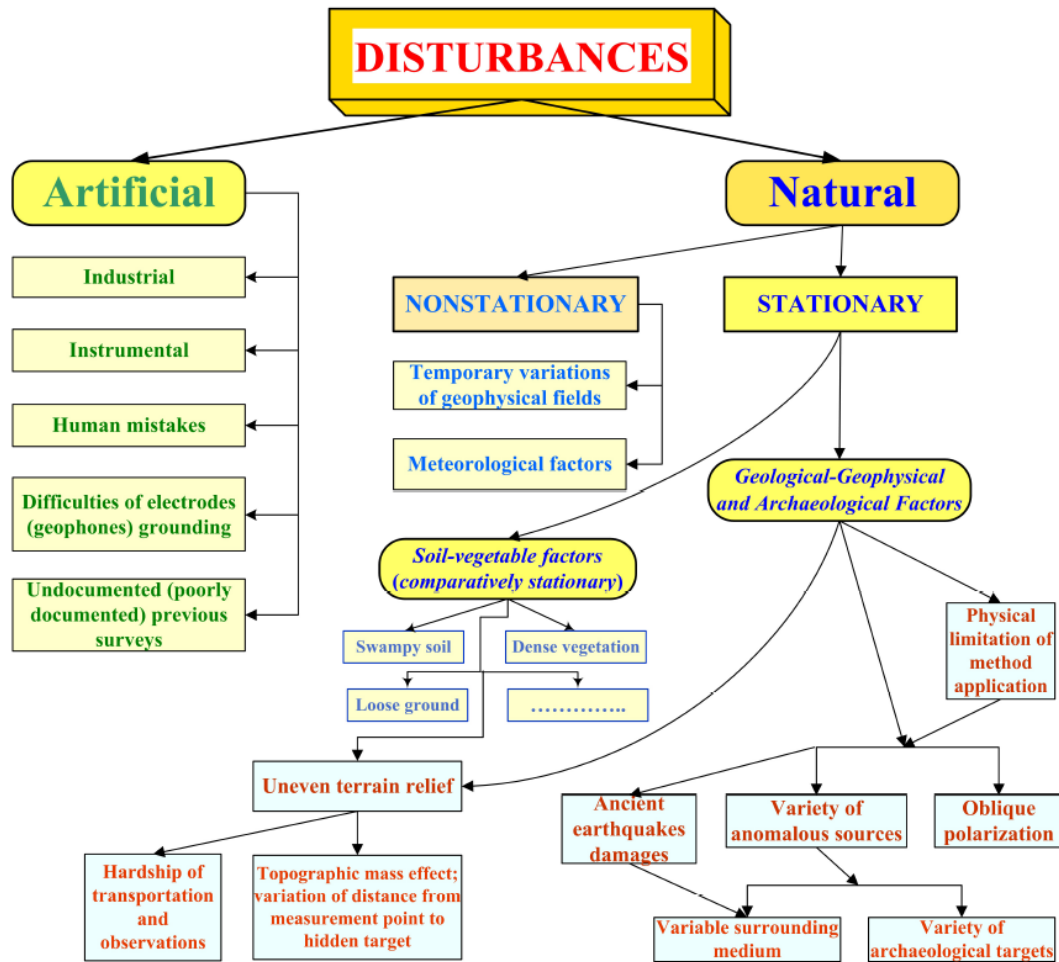 DISTURBANCES
Artificial
Natural
Industrial
Instrumental
Human mistakes
Difficulties of electrodes
(geophones) grounding
Undocumented (poorly
documented) previous
surveys
NONSTATIONARY
STATIONARY
Temporary variations
of geophysical fields
Meteorological factors
Geological-Geophysical
and Archaeological Factors
Soil-vegetable factors
(comparatively stationary)
Swampy soil
Dense vegetation
Loose ground
…………..
Physical
limitation of
method
application
Uneven terrain relief
Ancient
earthquakes
damages
Variety of
anomalous sources
Oblique
polarization
Hardship of
transportation
and
observations
Topographic mass effect;
variation of distance from
measurement point to
hidden target
Variable surrounding
medium
Variety of
archaeological targets